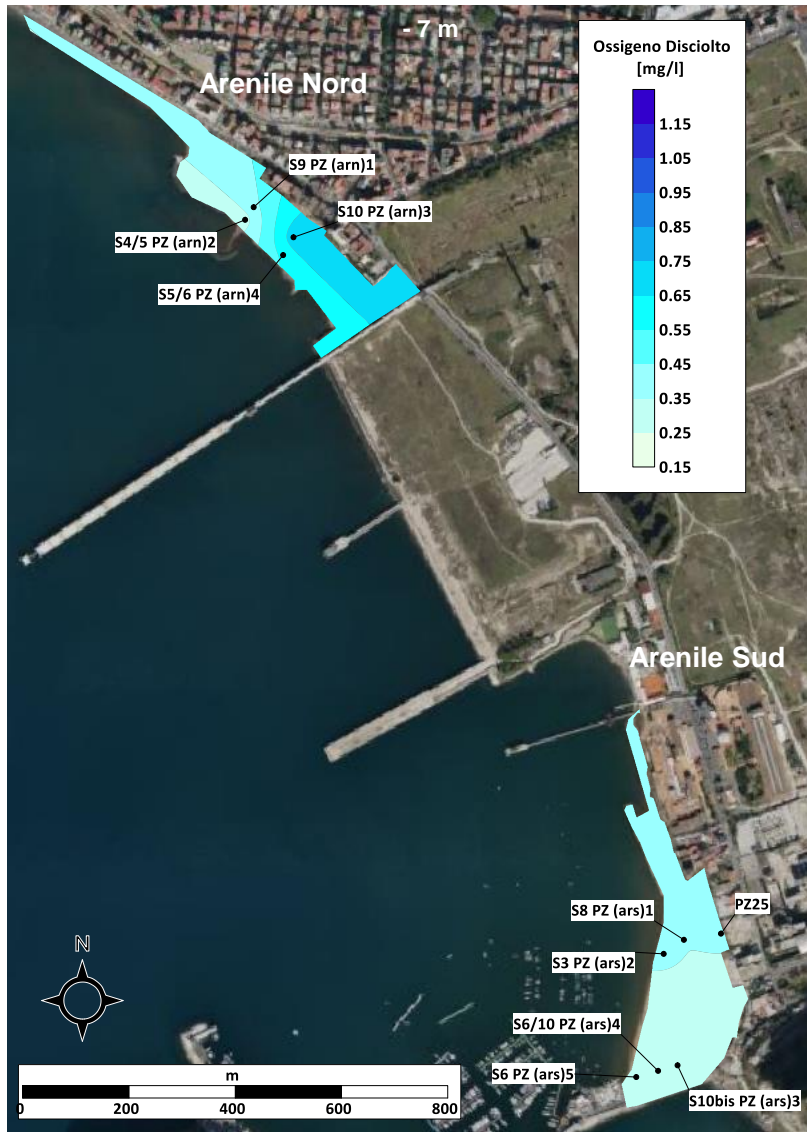 - 7 m
Arenile Nord
Ossigeno Disciolto
[mg/l]
1.15
1.05
0.95
0.85
0.75
0.65
0.55
0.45
0.35
0.25
0.15
S9 PZ (arn)1
S10 PZ (arn)3
S4/5 PZ (arn)2
S5/6 PZ (arn)4
Arenile Sud
PZ25
S8 PZ (ars)1
S3 PZ (ars)2
S6/10 PZ (ars)4
S6 PZ (ars)5
S10bis PZ (ars)3
N
m
0 200 400 600 800